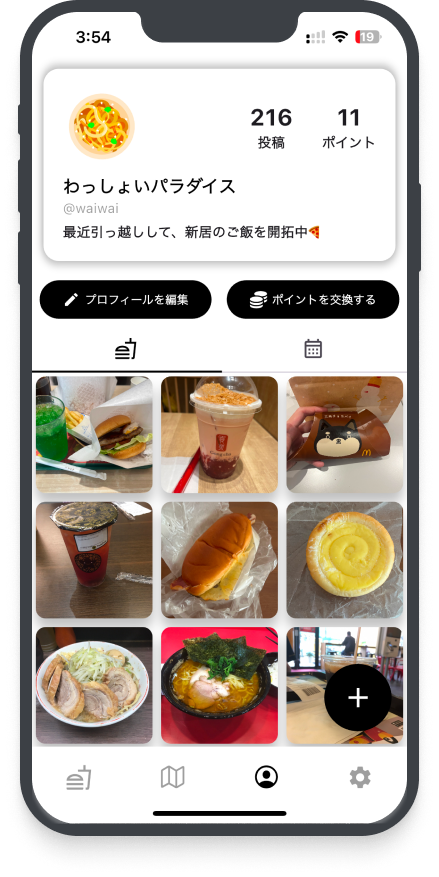 3:54
19
216
11
投稿
ポイント
わっしょいパラダイス
@waiwai
最近引っ越しして、新居のご飯を開拓中🍕
プロフィールを編集
ポイントを交換する